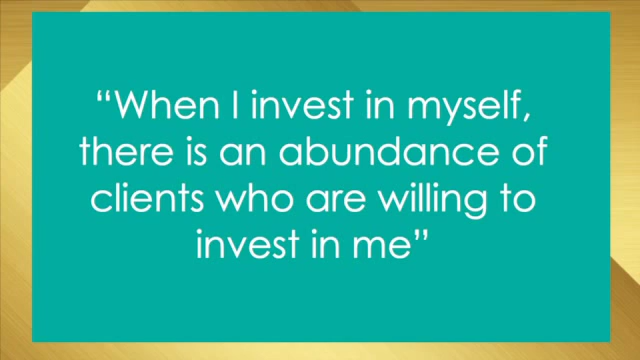 “When I invest in myself,
there is an abundance of
clients who are willing to
invest in me”